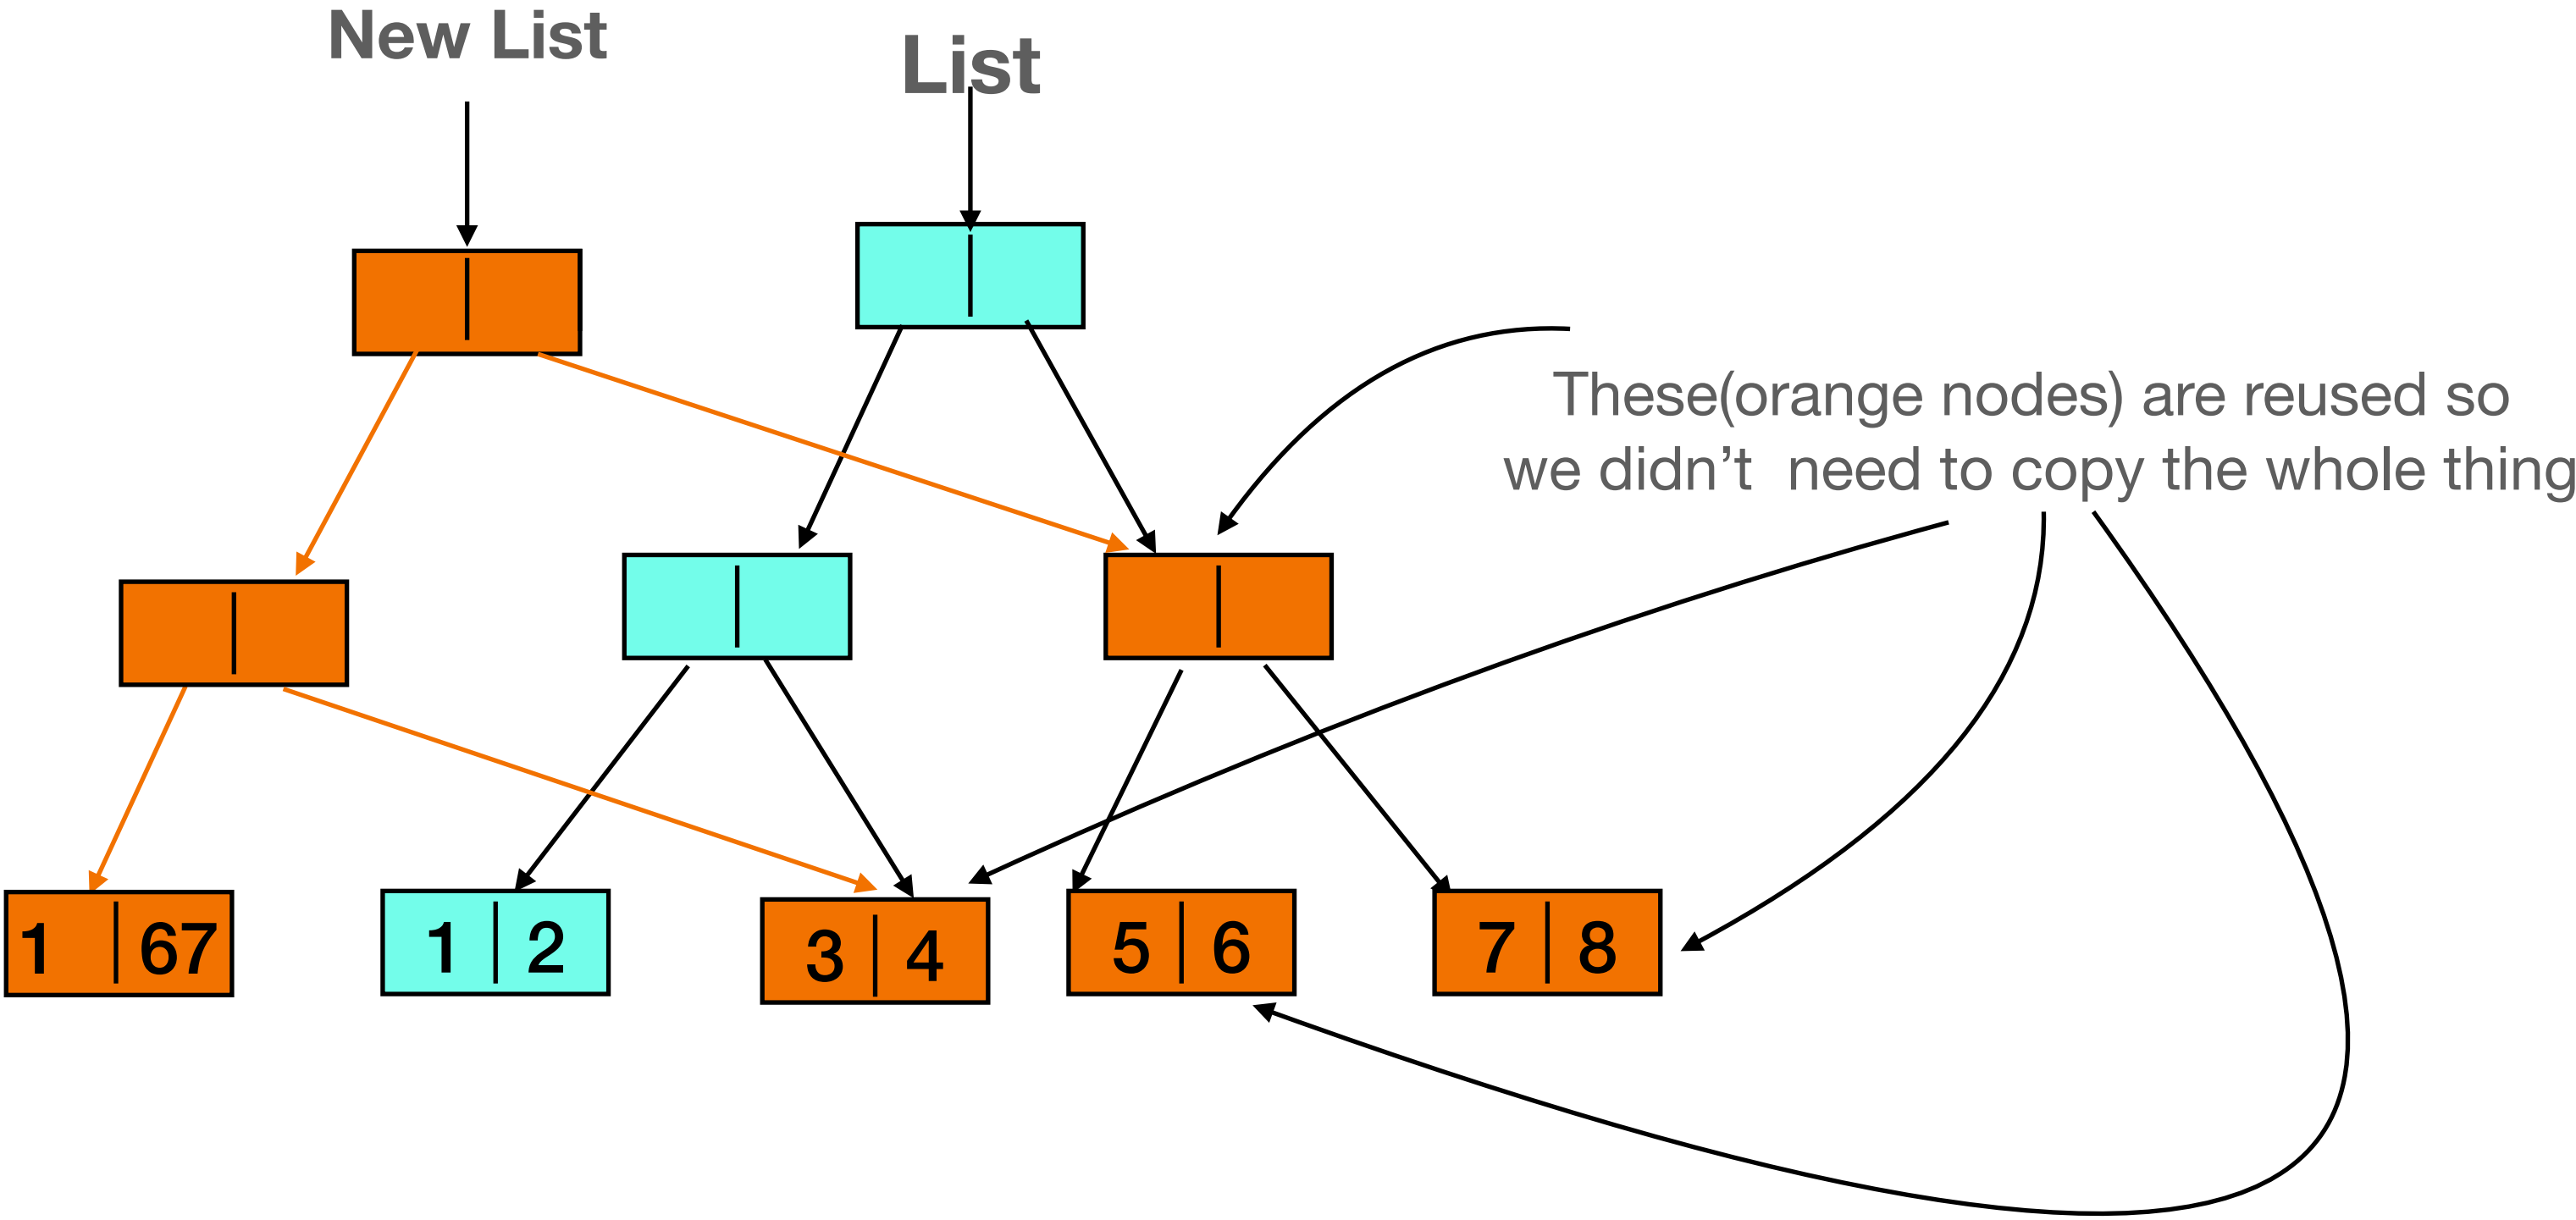 New List
List
These(orange nodes) are reused so
we didn’t  need to copy the whole thing
1 67
1 2
3 4
5 6
7 8